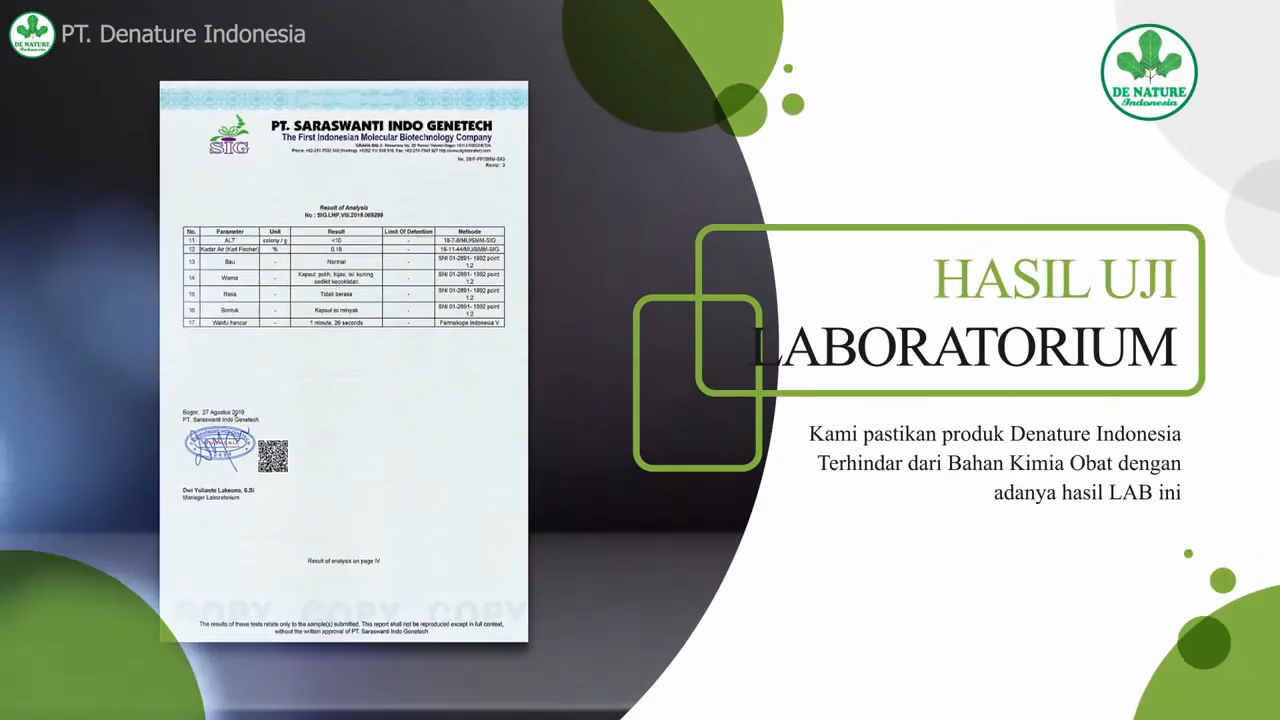 PT. Denature Indonesia
DE NATURE
Indonesia
DE NATURE
Indonesia
SIG
PT. SARASWANTI INDO GENETECH
The First Indonesian Molecular Biotechnology Company
Result of Analysis
No : SIG.LHP.VIII.2019.069299
No. Parameter Unit Result Limit Of Detection Methode
11 ALT colony / g <10 - 18-7-6/MU/SMM-SIG
12 Kadar Air (Karl Fischer) % 0.18 - 18-11-44/MU/SMM-SIG
13 Bau - Normal - SNI 01-2891- 1992 point 1.2
14 Warna - Kapsul putih, hijau, isi kuning sedikit kecoklatan - SNI 01-2891- 1992 point 1.2
15 Rasa - Tidak berasa - SNI 01-2891- 1992 point 1.2
16 Bentuk - Kapsul isi minyak - SNI 01-2891- 1992 point 1.2
17 Waktu hancur - 1 minute, 26 seconds - Farmakope Indonesia V
Bogor, 27 Agustus 2019
PT. Saraswanti Indo Genetech
Dwi Yulianto Laksono, S.Si
Manager Laboratorium
Result of analysis on page IV
COPY COPY COPY
The results of these tests relate only to the sample(s) submitted. This report shall not be reproduced except in full context,
without the written approval of PT. Saraswanti Indo Genetech
HASIL UJI
LABORATORIUM
Kami pastikan produk Denature Indonesia
Terhindar dari Bahan Kimia Obat dengan
adanya hasil LAB ini